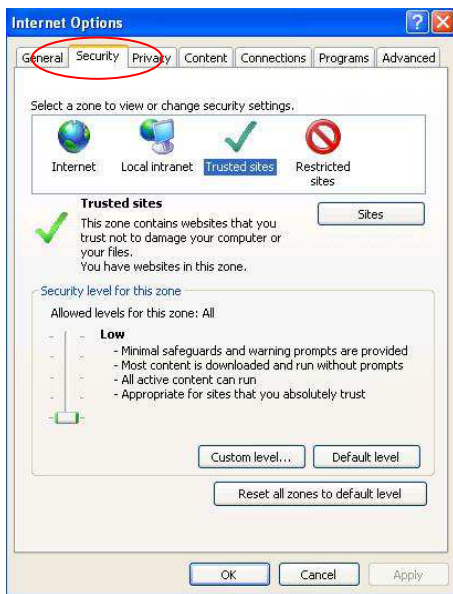 Internet Options
General Security Privacy Content Connections Programs Advanced
Select a zone to view or change security settings.
Internet Local intranet Trusted sites Restricted sites
Trusted sites
Sites
This zone contains websites that you
trust not to damage your computer or
your files.
You have websites in this zone.
Security level for this zone
Allowed levels for this zone: All
Low
- Minimal safeguards and warning prompts are provided
- Most content is downloaded and run without prompts
- All active content can run
- Appropriate for sites that you absolutely trust
Custom level... Default level
Reset all zones to default level
OK Cancel Apply